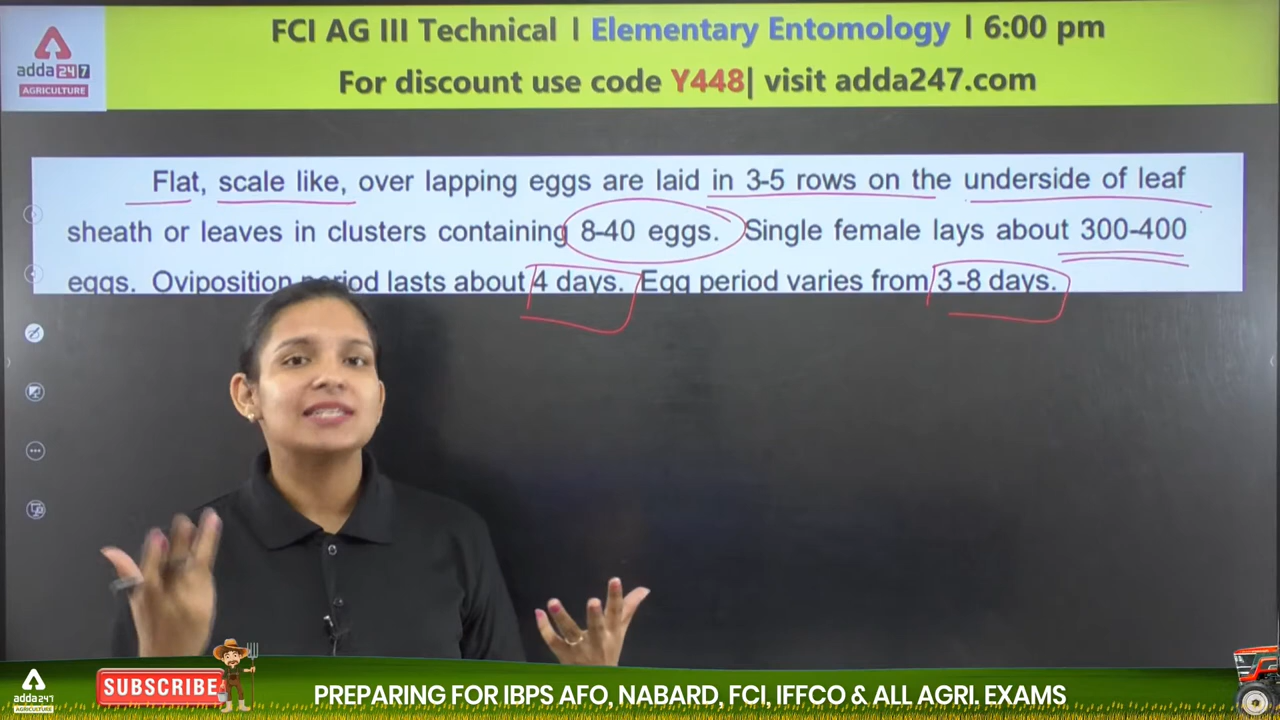 FCI AG III Technical | Elementary Entomology | 6:00 pm
For discount use code Y448| visit adda247.com
adda247
AGRICULTURE
Flat, scale like, over lapping eggs are laid in 3-5 rows on the underside of leaf
sheath or leaves in clusters containing 8-40 eggs. Single female lays about 300-400
eggs. Oviposition period lasts about 4 days. Egg period varies from 3-8 days.
adda247
AGRICULTURE
SUBSCRIBE
PREPARING FOR IBPS AFO, NABARD, FCI, IFFCO & ALL AGRI. EXAMS